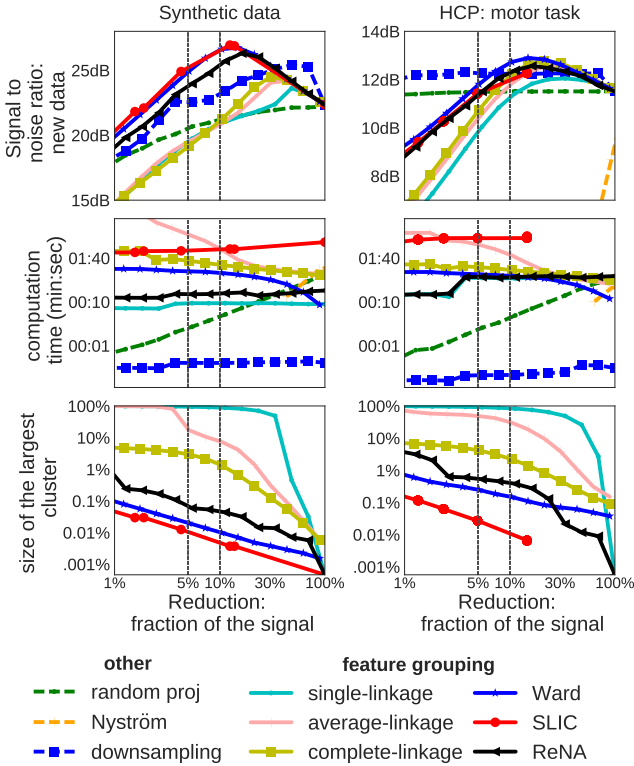 Synthetic data
HCP: motor task
Signal to
noise ratio:
new data
25dB
20dB
15dB
14dB
12dB
10dB
8dB
computation
time (min:sec)
01:40
00:10
00:01
01:40
00:10
00:01
size of the largest
cluster
100%
10%
1%
0.1%
0.01%
.001%
100%
10%
1%
0.1%
0.01%
.001%
1% 5% 10% 30% 100%
1% 5% 10% 30% 100%
Reduction:
fraction of the signal
Reduction:
fraction of the signal
other
feature grouping
random proj
single-linkage
Ward
Nyström
average-linkage
SLIC
downsampling
complete-linkage
ReNA